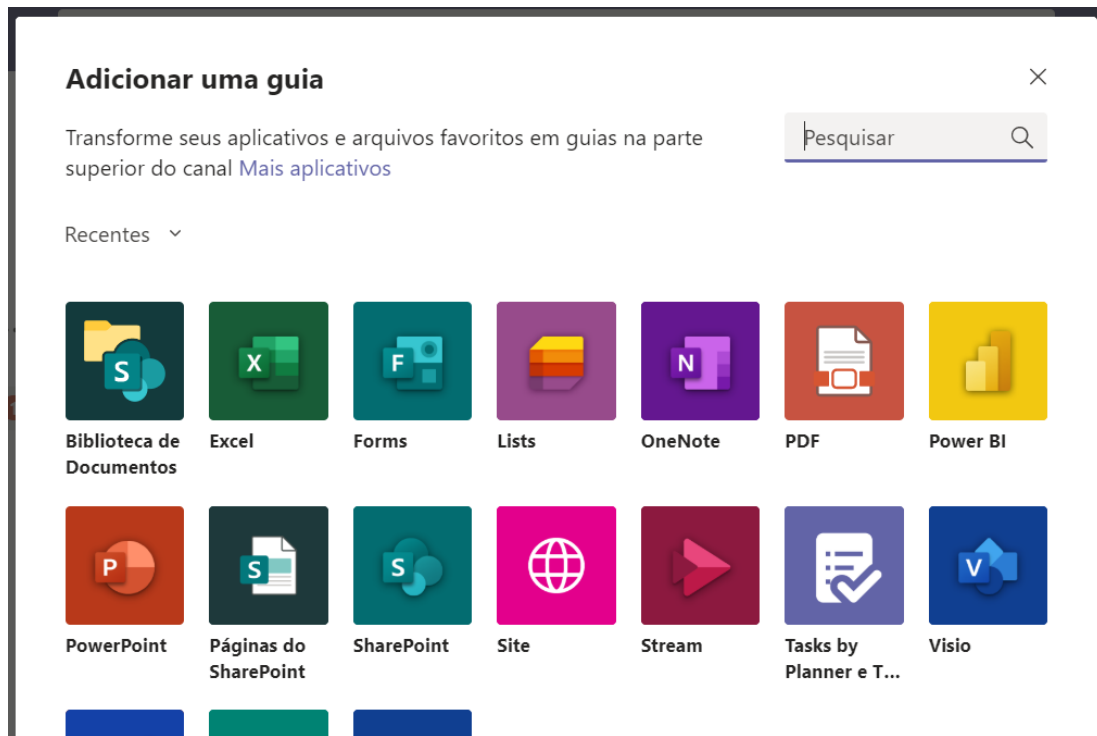 Adicionar uma guia
Transforme seus aplicativos e arquivos favoritos em guias na parte
superior do canal Mais aplicativos
Pesquisar
Recentes
S
X
F
N
Biblioteca de
Documentos
Excel
Forms
Lists
OneNote
PDF
Power BI
P
S
S
V
PowerPoint
Páginas do
SharePoint
SharePoint
Site
Stream
Tasks by
Planner e T...
Visio